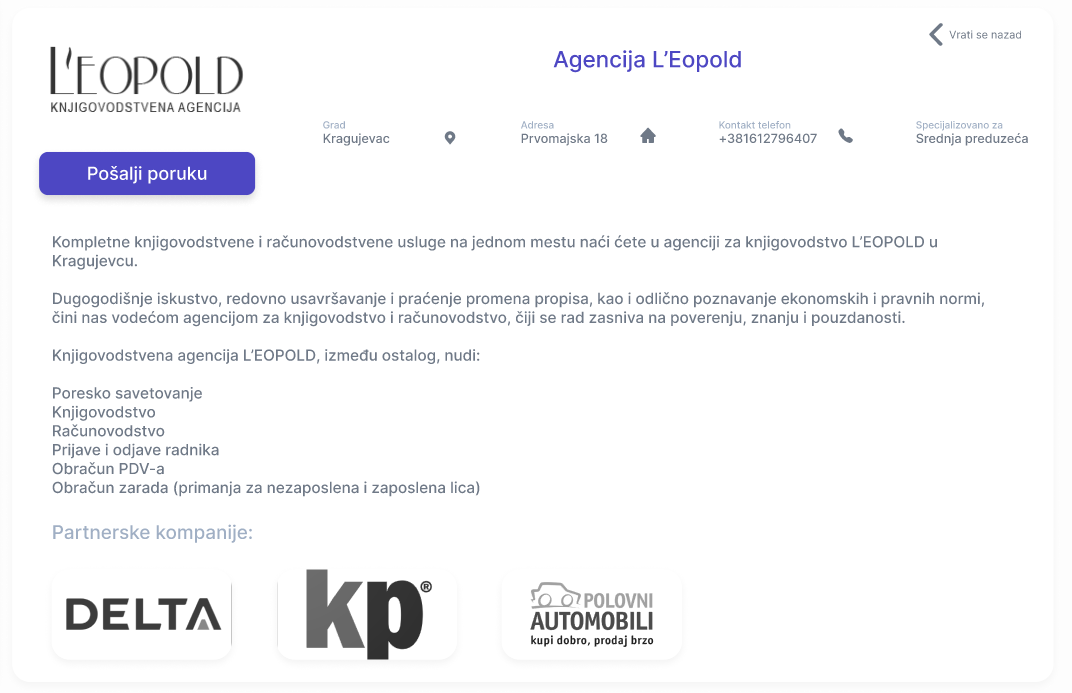 L'EOPOLD
KNJIGOVODSTVENA AGENCIJA
Vrati se nazad
Agencija L’Eopold
Grad
Kragujevac
Adresa
Prvomajska 18
Kontakt telefon
+381612796407
Specijalizovano za
Srednja preduzeća
Pošalji poruku
Kompletne knjigovodstvene i računovodstvene usluge na jednom mestu naći ćete u agenciji za knjigovodstvo L’EOPOLD u
Kragujevcu.
Dugogodišnje iskustvo, redovno usavršavanje i praćenje promena propisa, kao i odlično poznavanje ekonomskih i pravnih normi,
čini nas vodećom agencijom za knjigovodstvo i računovodstvo, čiji se rad zasniva na poverenju, znanju i pouzdanosti.
Knjigovodstvena agencija L’EOPOLD, između ostalog, nudi:
Poresko savetovanje
Knjigovodstvo
Računovodstvo
Prijave i odjave radnika
Obračun PDV-a
Obračun zarada (primanja za nezaposlena i zaposlena lica)
Partnerske kompanije:
DELTA
kp®
POLOVNI
AUTOMOBILI
kupi dobro, prodaj brzo